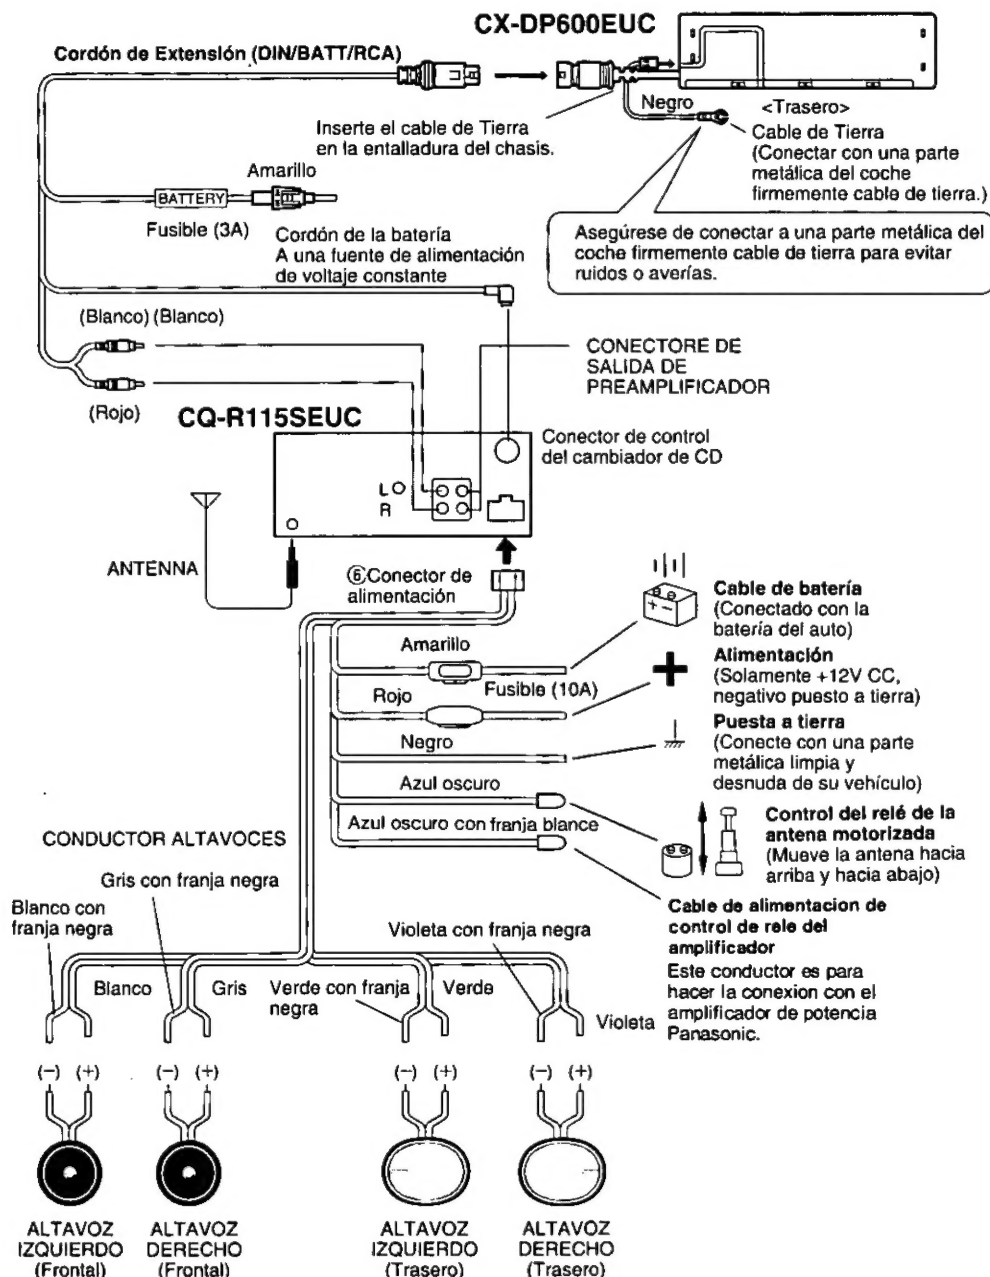 CX-DP600EUC
Cordón de Extensión (DIN/BATT/RCA)
Negro
<Trasero>
Inserte el cable de Tierra
en la entalladura del chasis.
Cable de Tierra
(Conectar con una parte
metálica del coche
firmemente cable de tierra.)
Amarillo
BATTERY
Fusible (3A)
Asegúrese de conectar a una parte metálica del
coche firmemente cable de tierra para evitar
ruidos o averías.
Cordón de la batería
A una fuente de alimentación
de voltaje constante
(Blanco) (Blanco)
(Rojo)
CONECTORE DE
SALIDA DE
PREAMPLIFICADOR
CQ-R115SEUC
Conector de control
del cambiador de CD
L
R
ANTENNA
⑥Conector de
alimentación
Amarillo
Fusible (10A)
Rojo
Negro
Azul oscuro
Azul oscuro con franja blance
+ −
Cable de batería
(Conectado con la
batería del auto)
Alimentación
(Solamente +12V CC,
negativo puesto a tierra)
Puesta a tierra
(Conecte con una parte
metálica limpia y
desnuda de su vehículo)
Control del relé de la
antena motorizada
(Mueve la antena hacia
arriba y hacia abajo)
Cable de alimentacion de
control de rele del
amplificador
Este conductor es para
hacer la conexion con el
amplificador de potencia
Panasonic.
CONDUCTOR ALTAVOCES
Gris con franja negra
Blanco con
franja negra
Violeta con franja negra
Blanco
Gris
Verde con franja
negra
Verde
Violeta
(−) (+)
(−) (+)
(−) (+)
(−) (+)
ALTAVOZ
IZQUIERDO
(Frontal)
ALTAVOZ
DERECHO
(Frontal)
ALTAVOZ
IZQUIERDO
(Trasero)
ALTAVOZ
DERECHO
(Trasero)